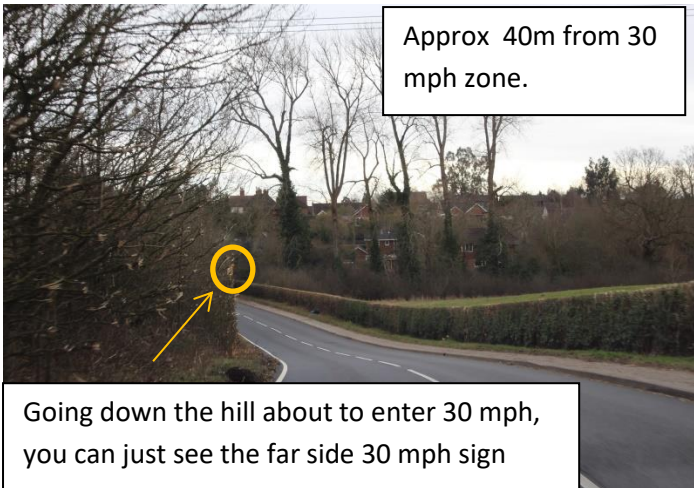 Approx 40m from 30
mph zone.
Going down the hill about to enter 30 mph,
you can just see the far side 30 mph sign